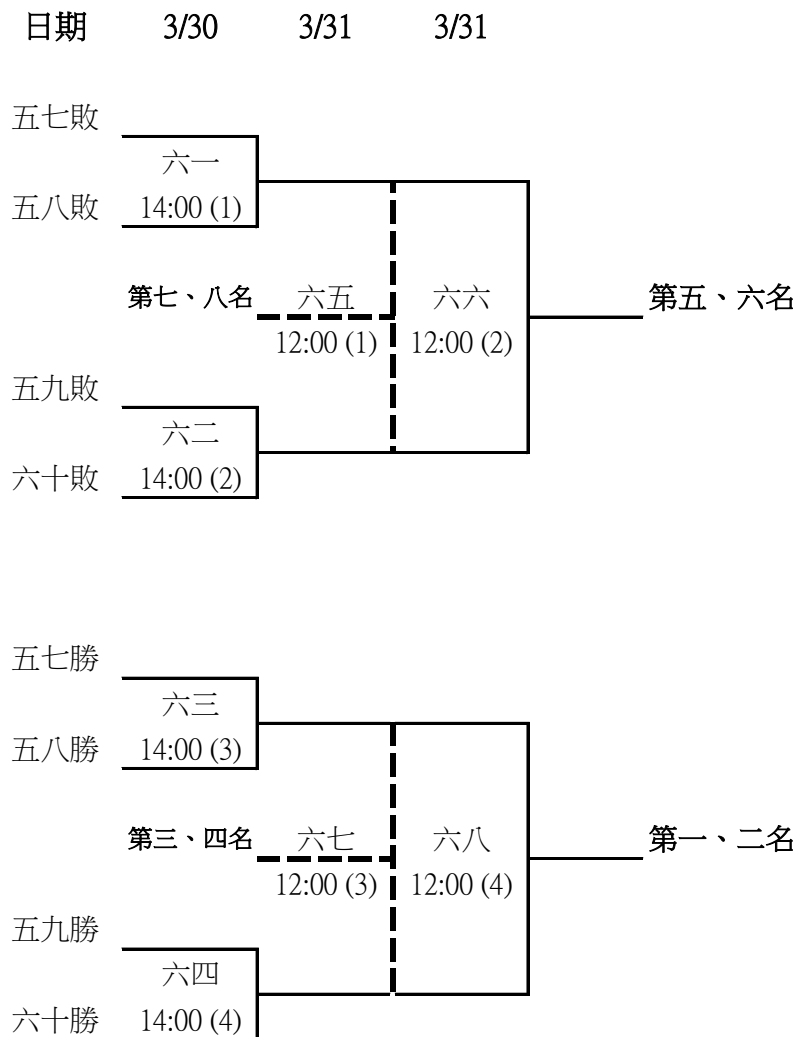 日期 3/30 3/31 3/31
五七敗
六一
五八敗 14:00 (1)
第七、八名 六五 六六 第五、六名
12:00 (1) 12:00 (2)
五九敗
六二
六十敗 14:00 (2)
五七勝
六三
五八勝 14:00 (3)
第三、四名 六七 六八 第一、二名
12:00 (3) 12:00 (4)
五九勝
六四
六十勝 14:00 (4)